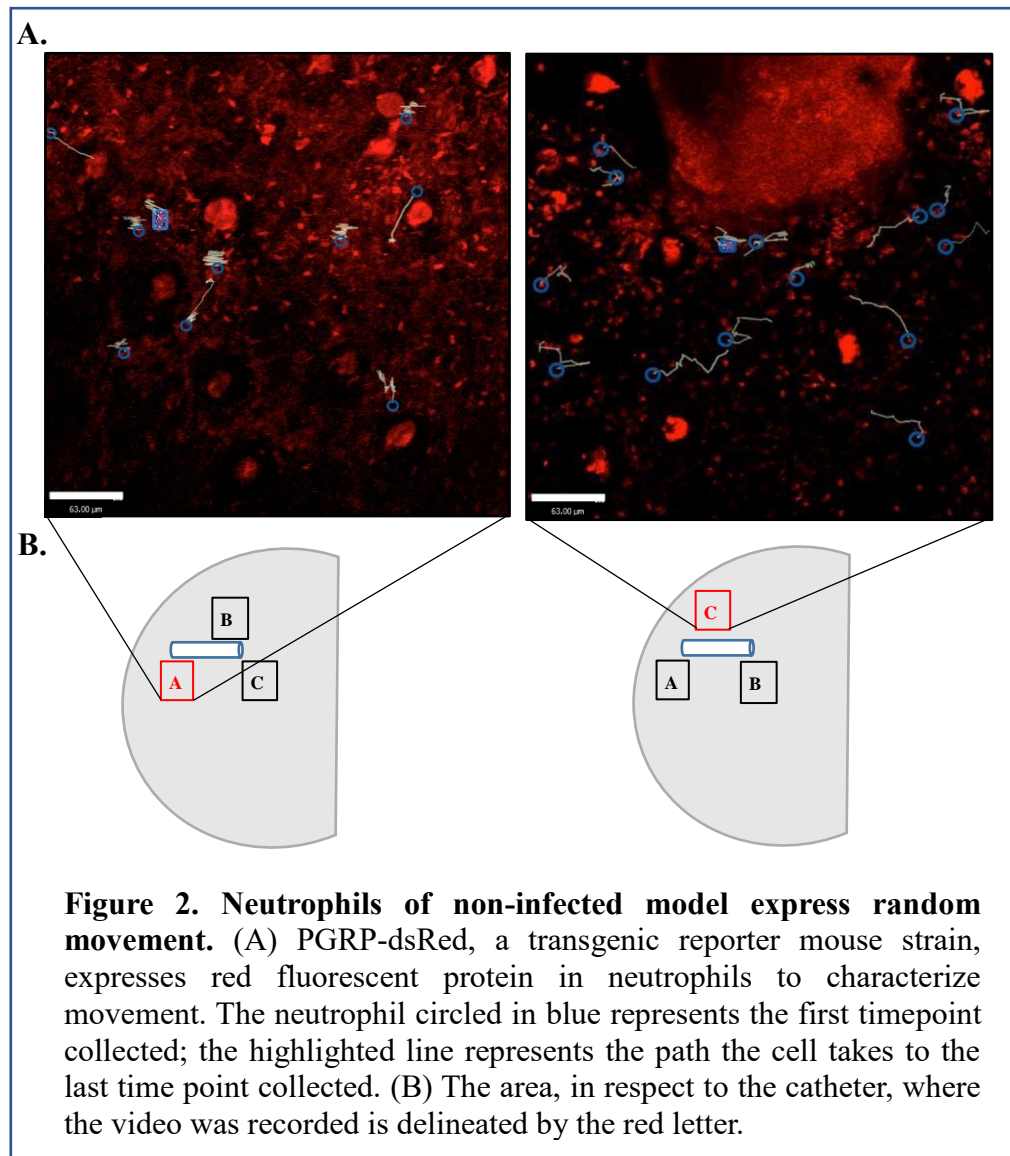 A.
63.00 µm
63.00 µm
B.
B
A
C
C
A
B
Figure 2. Neutrophils of non-infected model express random
movement. (A) PGRP-dsRed, a transgenic reporter mouse strain,
expresses red fluorescent protein in neutrophils to characterize
movement. The neutrophil circled in blue represents the first timepoint
collected; the highlighted line represents the path the cell takes to the
last time point collected. (B) The area, in respect to the catheter, where
the video was recorded is delineated by the red letter.